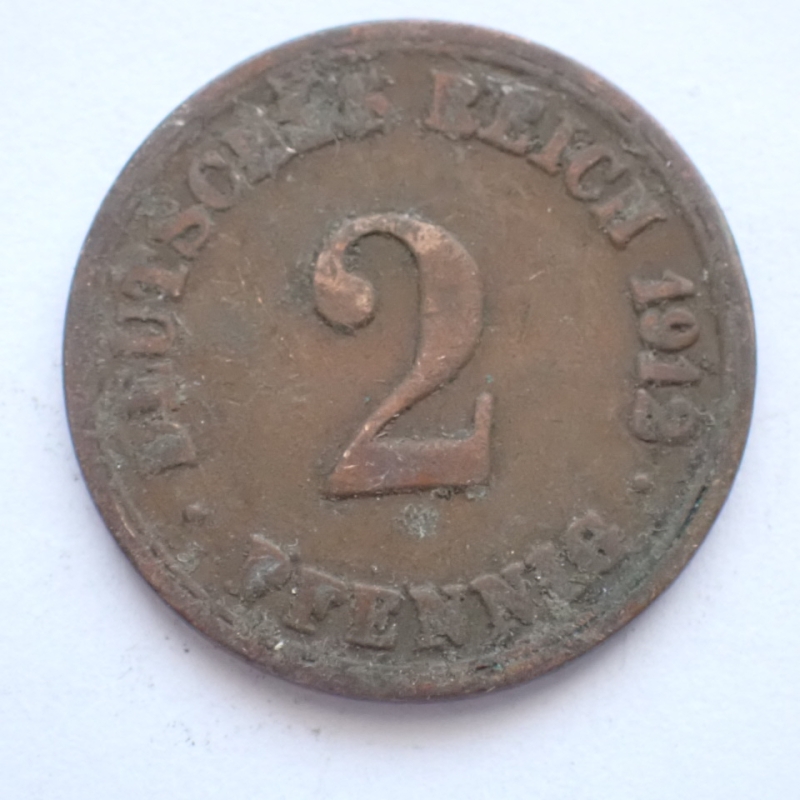 DEUTSCHES REICH 1912
2
PFENNIG